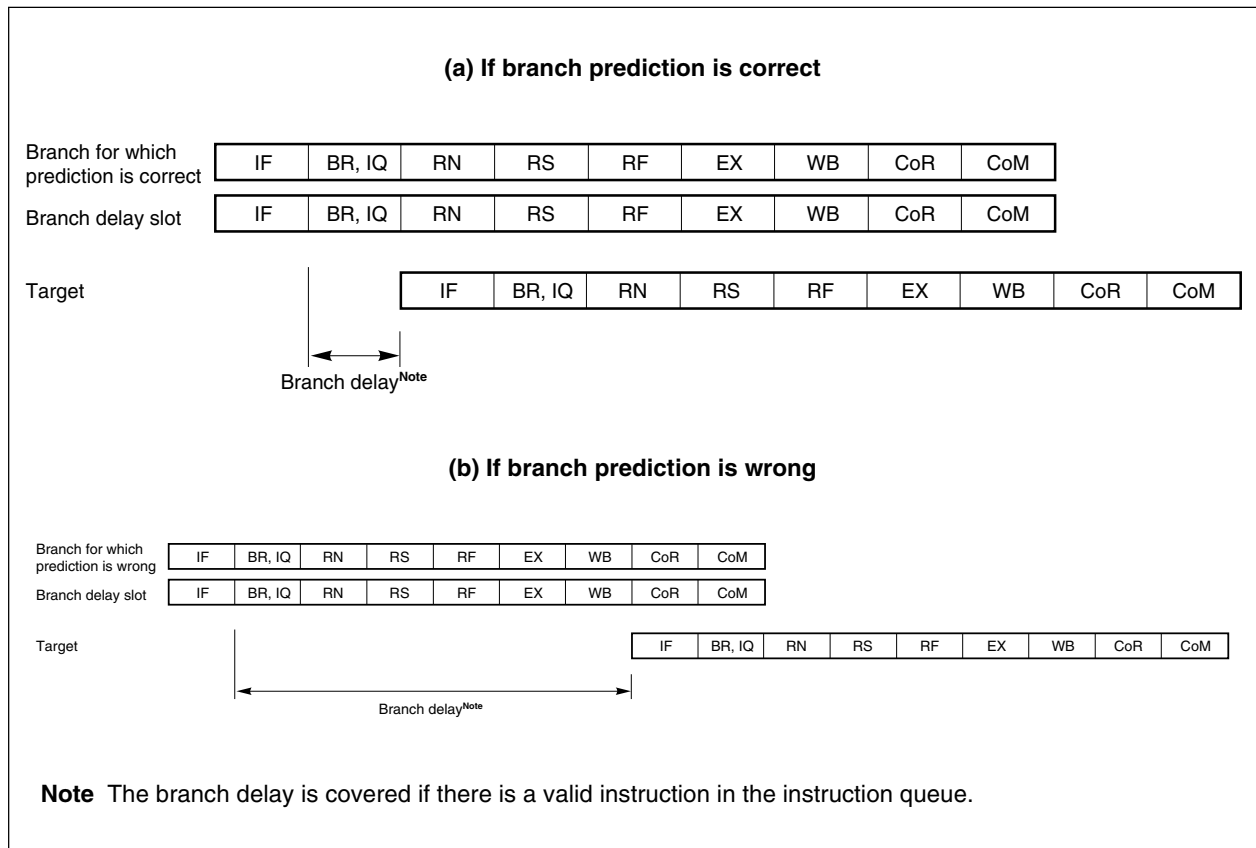 (a) If branch prediction is correct
Branch for which
prediction is correct
IF BR, IQ RN RS RF EX WB CoR CoM
Branch delay slot
IF BR, IQ RN RS RF EX WB CoR CoM
Target
IF BR, IQ RN RS RF EX WB CoR CoM
Branch delayNote
(b) If branch prediction is wrong
Branch for which
prediction is wrong
IF BR, IQ RN RS RF EX WB CoR CoM
Branch delay slot
IF BR, IQ RN RS RF EX WB CoR CoM
Target
IF BR, IQ RN RS RF EX WB CoR CoM
Branch delayNote
Note The branch delay is covered if there is a valid instruction in the instruction queue.